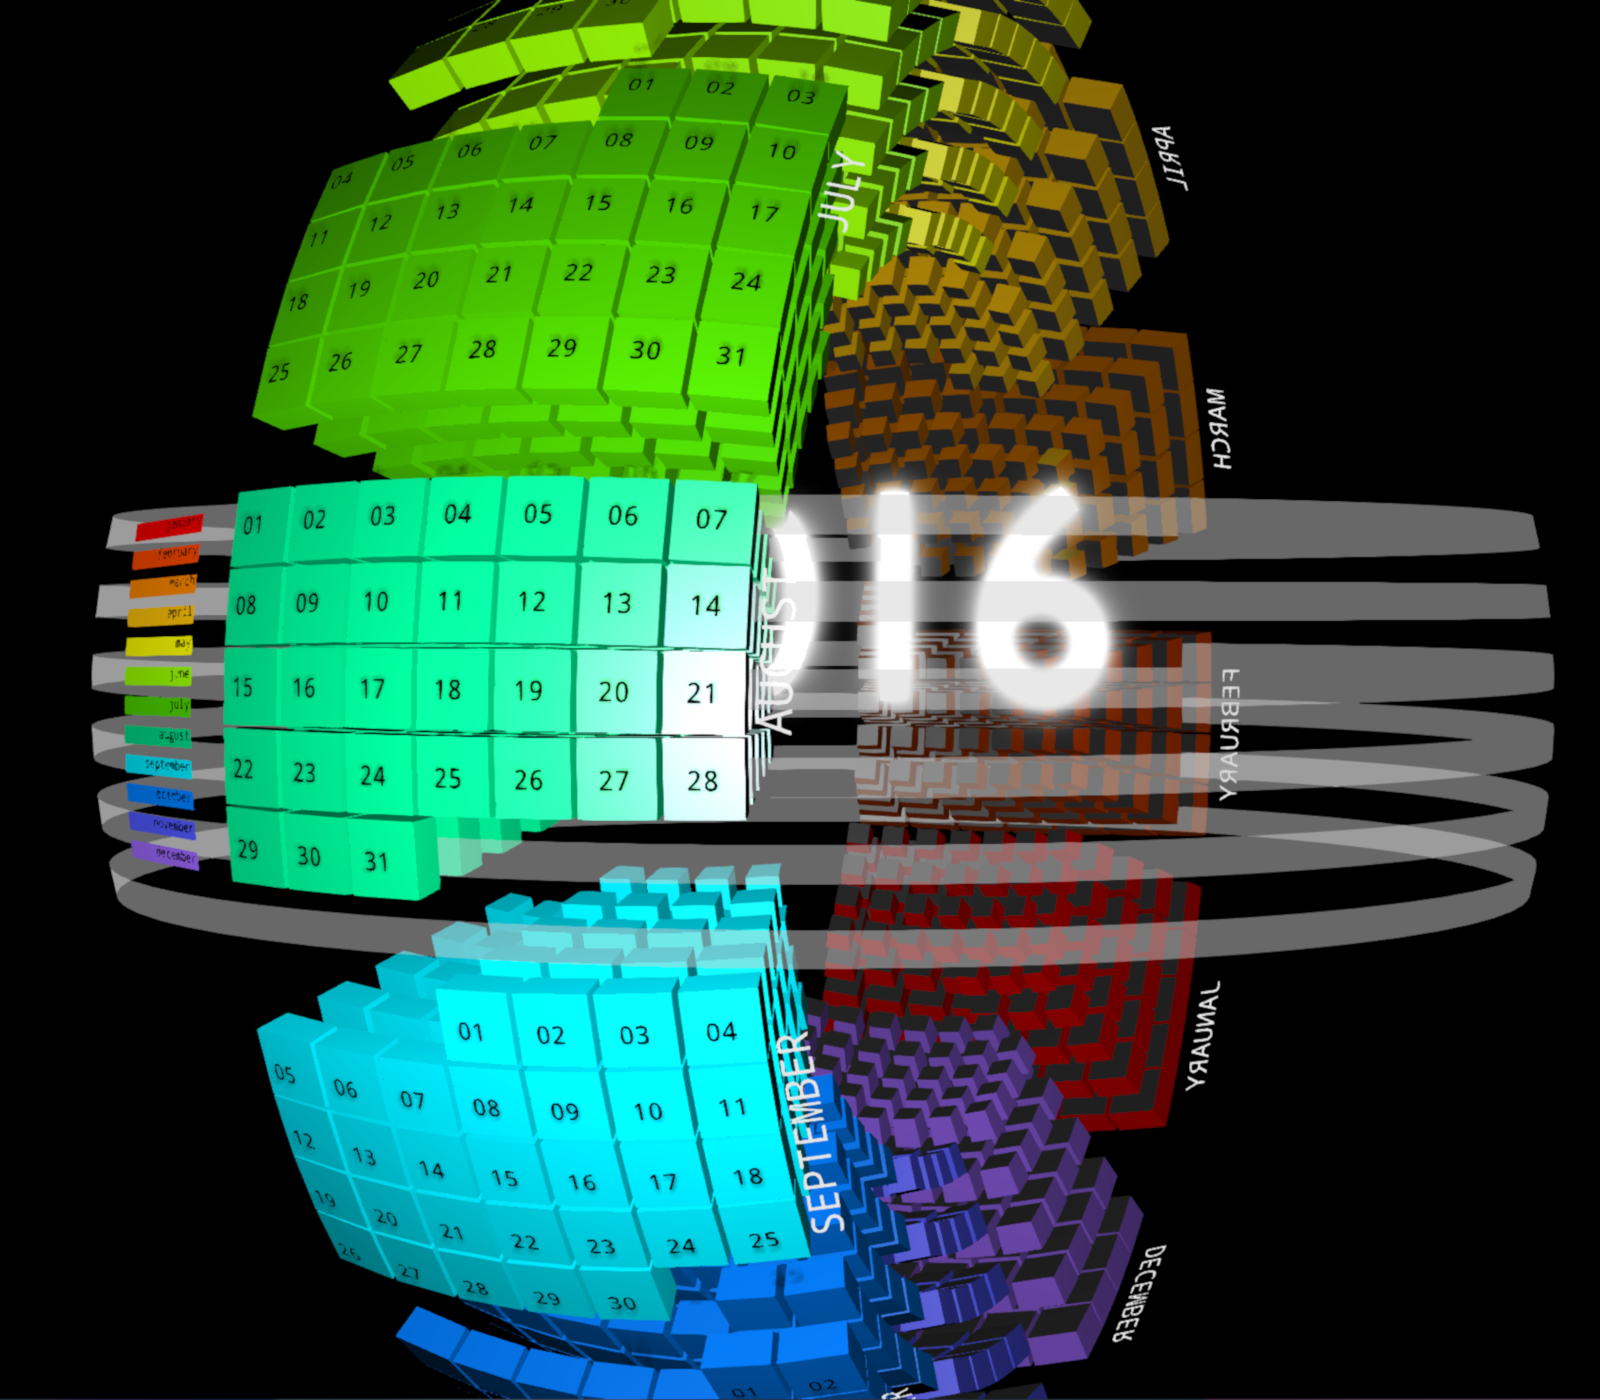 30
01 02 03
04 05 06 07 08 09 10
11 12 13 14 15 16 17
18 19 20 21 22 23 24
25 26 27 28 29 30 31
JULY
APRIL
MARCH
01 02 03 04 05 06 07
08 09 10 11 12 13 14
15 16 17 18 19 20 21
22 23 24 25 26 27 28
29 30 31
AUGUST
16
FEBRUARY
january
february
march
april
may
june
july
august
september
october
november
december
JANUARY
01 02 03 04
05 06 07 08 09 10 11
12 13 14 15 16 17 18
19 20 21 22 23 24 25
26 27 28 29 30
SEPTEMBER
DECEMBER
01 02
R